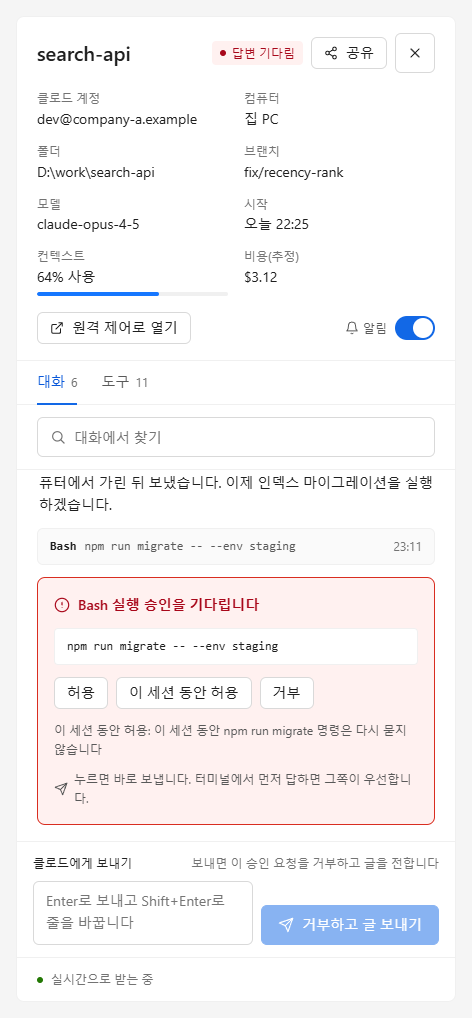 search-api
답변 기다림
공유
클로드 계정
컴퓨터
dev@company-a.example
집 PC
폴더
브랜치
D:\work\search-api
fix/recency-rank
모델
시작
claude-opus-4-5
오늘 22:25
컨텍스트
비용(추정)
64% 사용
$3.12
원격 제어로 열기
알림
대화 6
도구 11
대화에서 찾기
퓨터에서 가린 뒤 보냈습니다. 이제 인덱스 마이그레이션을 실행
하겠습니다.
Bash npm run migrate -- --env staging 23:11
Bash 실행 승인을 기다립니다
npm run migrate -- --env staging
허용
이 세션 동안 허용
거부
이 세션 동안 허용: 이 세션 동안 npm run migrate 명령은 다시 묻지
않습니다
누르면 바로 보냅니다. 터미널에서 먼저 답하면 그쪽이 우선합니
다.
클로드에게 보내기
보내면 이 승인 요청을 거부하고 글을 전합니다
Enter로 보내고 Shift+Enter로
줄을 바꿉니다
거부하고 글 보내기
실시간으로 받는 중